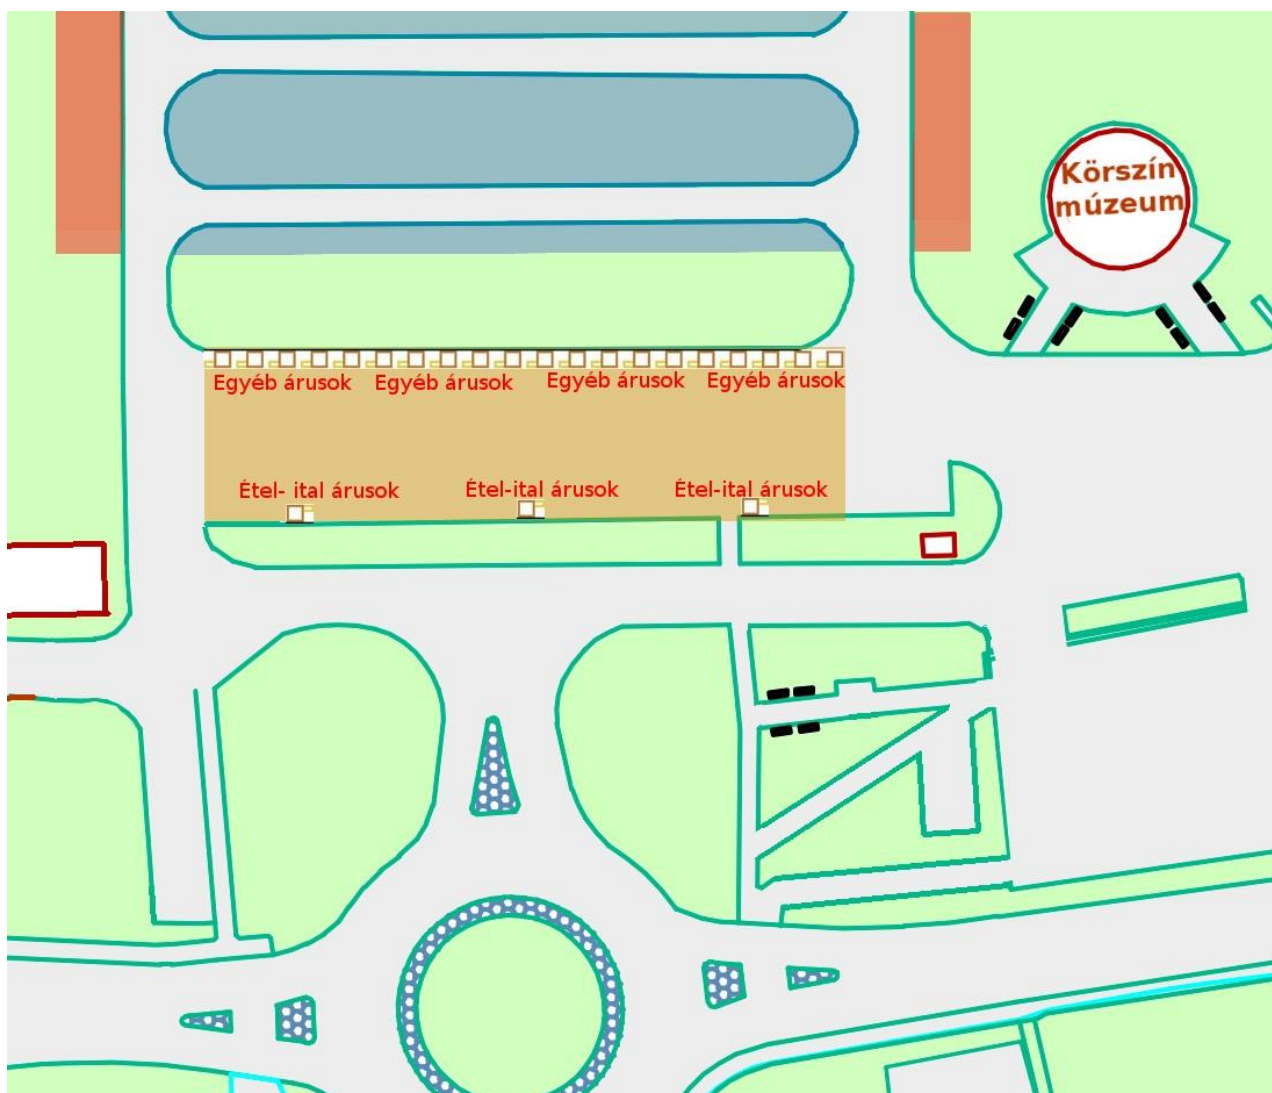 Körszín
múzeum
Egyéb árusok Egyéb árusok Egyéb árusok Egyéb árusok
Étel- ital árusok Étel-ital árusok Étel-ital árusok